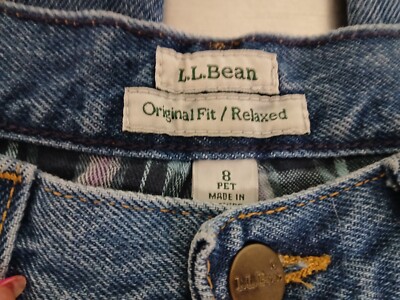 L.L.Bean
Original Fit / Relaxed
8
PET
MADE IN
L.L.B